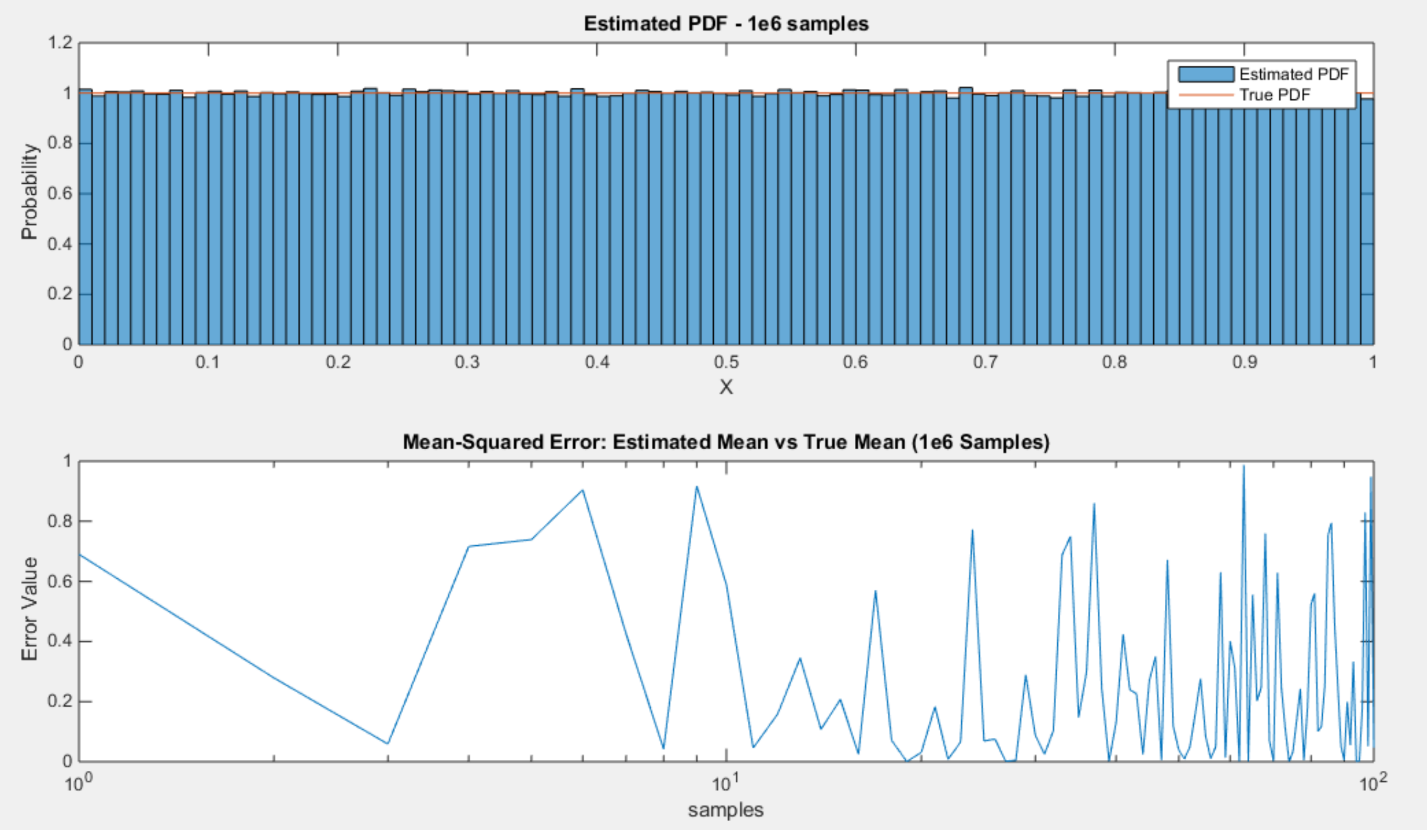 Estimated PDF - 1e6 samples
1.2
1
0.8
0.6
0.4
0.2
0
Probability
Estimated PDF
True PDF
0 0.1 0.2 0.3 0.4 0.5 0.6 0.7 0.8 0.9 1
X
Mean-Squared Error: Estimated Mean vs True Mean (1e6 Samples)
1
0.8
0.6
0.4
0.2
0
Error Value
10^0 10^1 10^2
samples